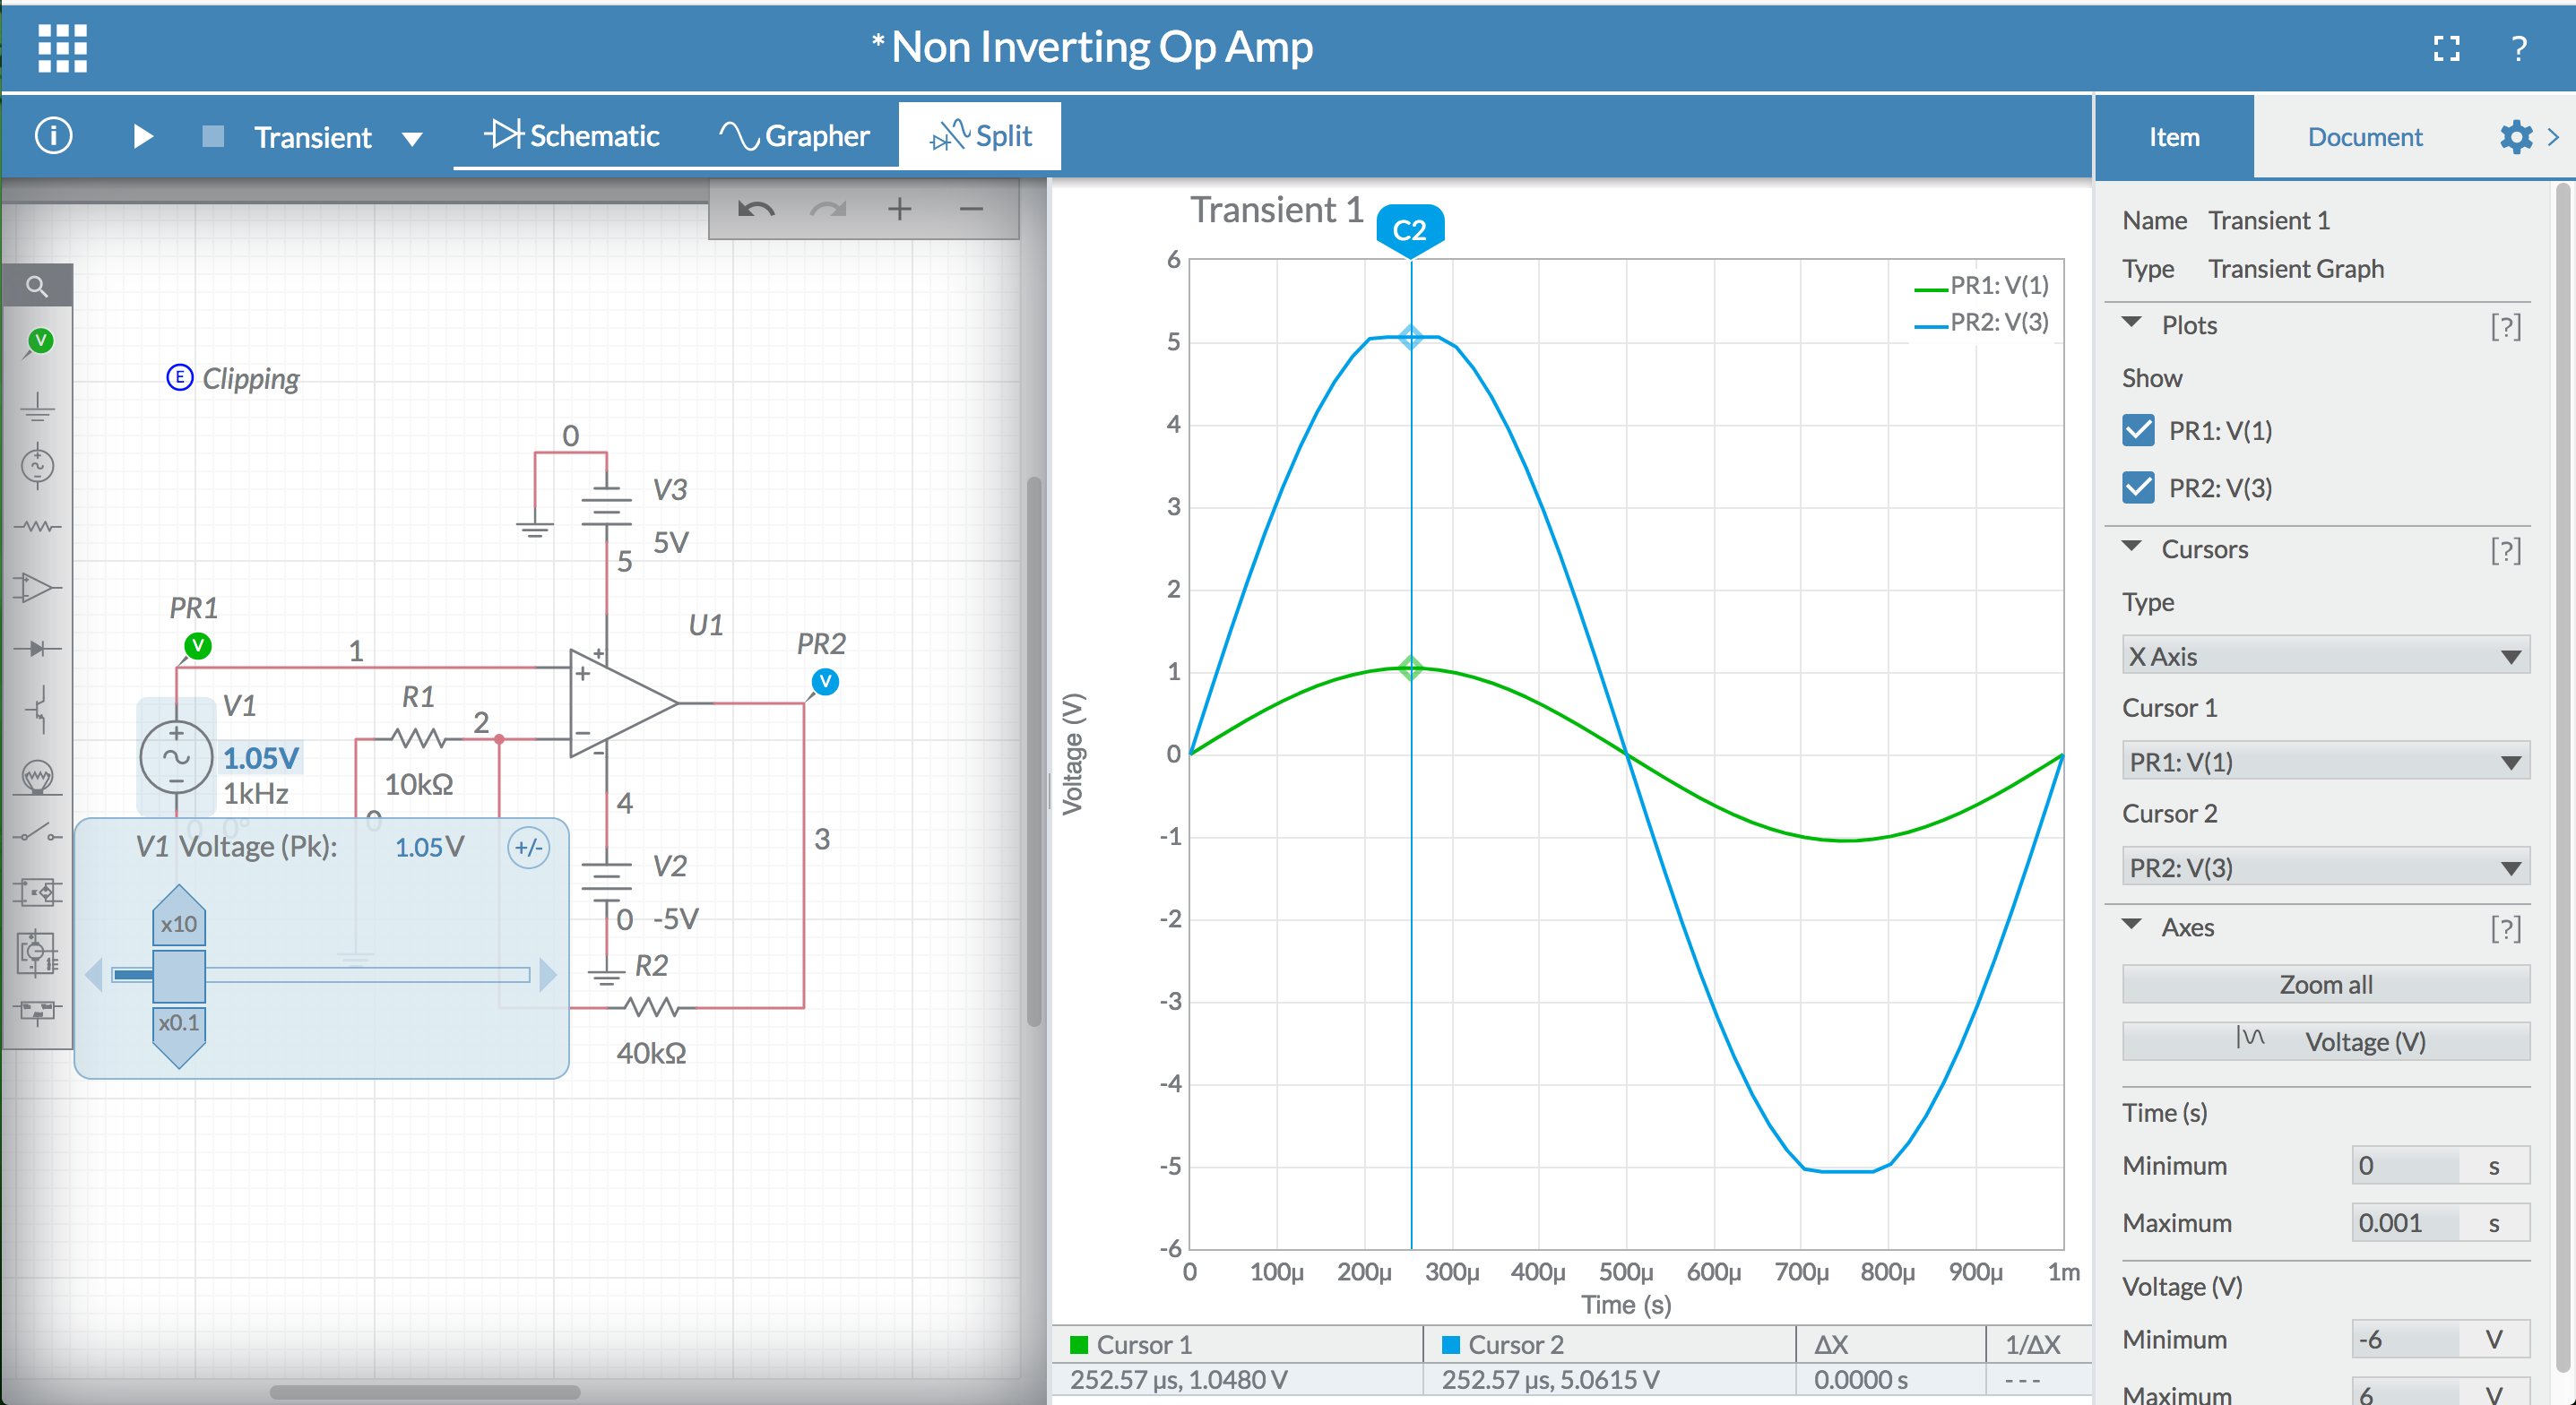 * Non Inverting Op Amp
?
i
Transient
Schematic
Grapher
Split
Item
Document
V
E Clipping
0
V3
5V
5
PR1
V
1
U1
PR2
V
V1
1.05V
1kHz
0 0°
R1
2
10kΩ
0
4
3
V2
0 -5V
R2
40kΩ
V1 Voltage (Pk): 1.05 V +/-
x10
x0.1
Transient 1
C2
PR1: V(1)
PR2: V(3)
6
5
4
3
2
1
0
-1
-2
-3
-4
-5
-6
Voltage (V)
0 100µ 200µ 300µ 400µ 500µ 600µ 700µ 800µ 900µ 1m
Time (s)
Cursor 1 Cursor 2 ΔX 1/ΔX
252.57 µs, 1.0480 V 252.57 µs, 5.0615 V 0.0000 s ---
Name Transient 1
Type Transient Graph
Plots [?]
Show
PR1: V(1)
PR2: V(3)
Cursors [?]
Type
X Axis
Cursor 1
PR1: V(1)
Cursor 2
PR2: V(3)
Axes [?]
Zoom all
Voltage (V)
Time (s)
Minimum 0 s
Maximum 0.001 s
Voltage (V)
Minimum -6 V
Maximum 6 V